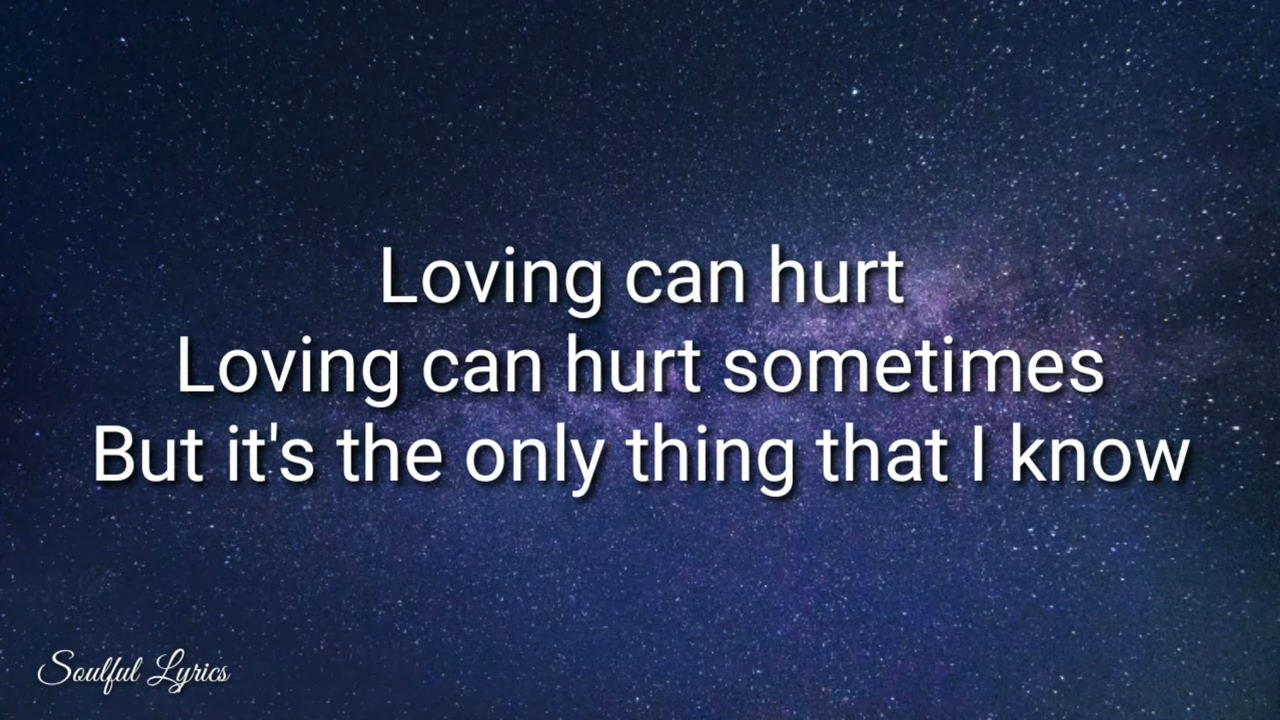 Loving can hurt
Loving can hurt sometimes
But it's the only thing that I know
Soulful Lyrics